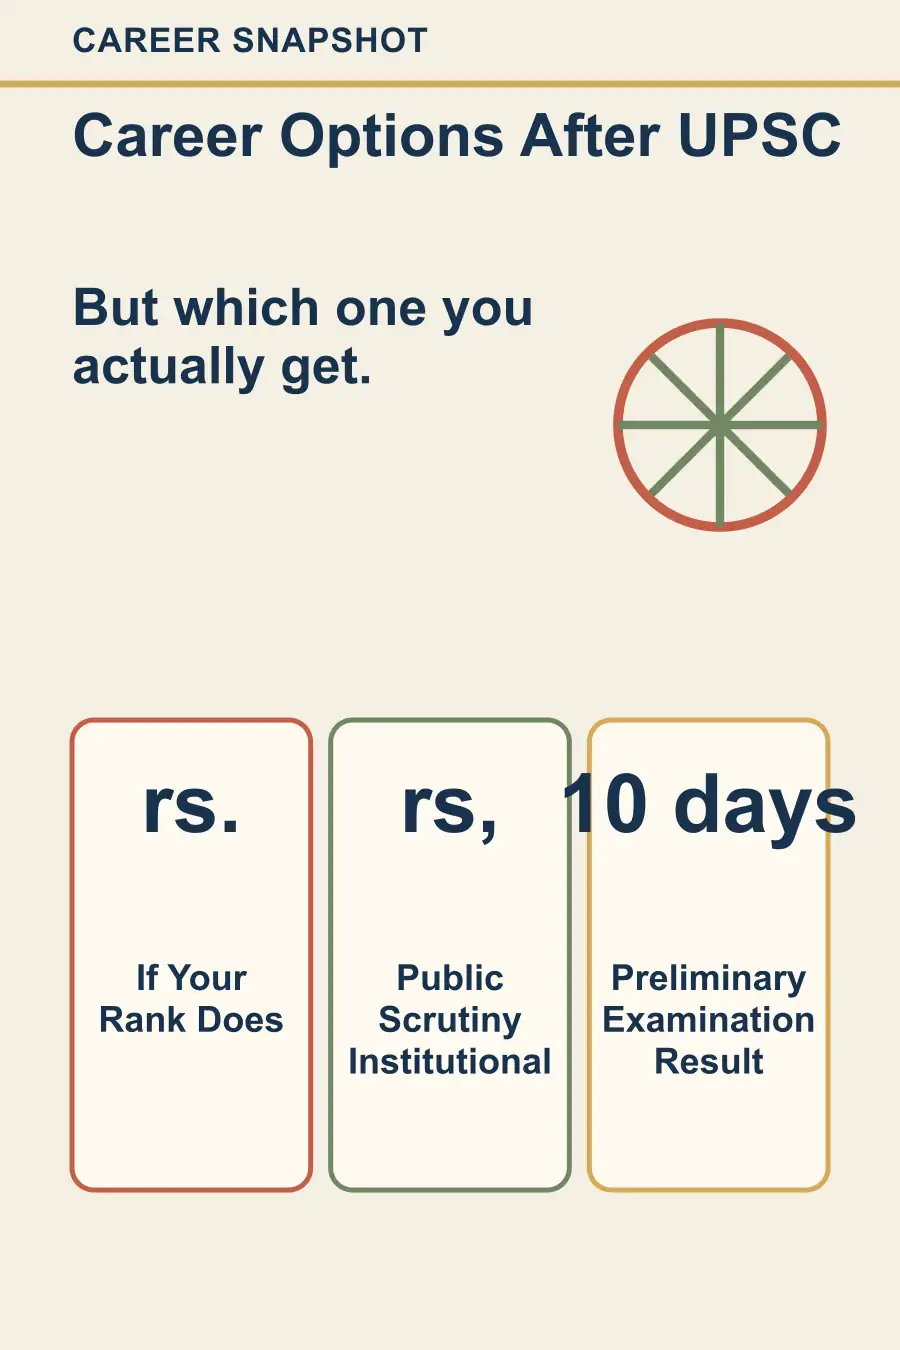 CAREER SNAPSHOT
Career Options After UPSC
But which one you
actually get.
rs.
If Your
Rank Does
rs,
Public
Scrutiny
Institutional
10 days
Preliminary
Examination
Result